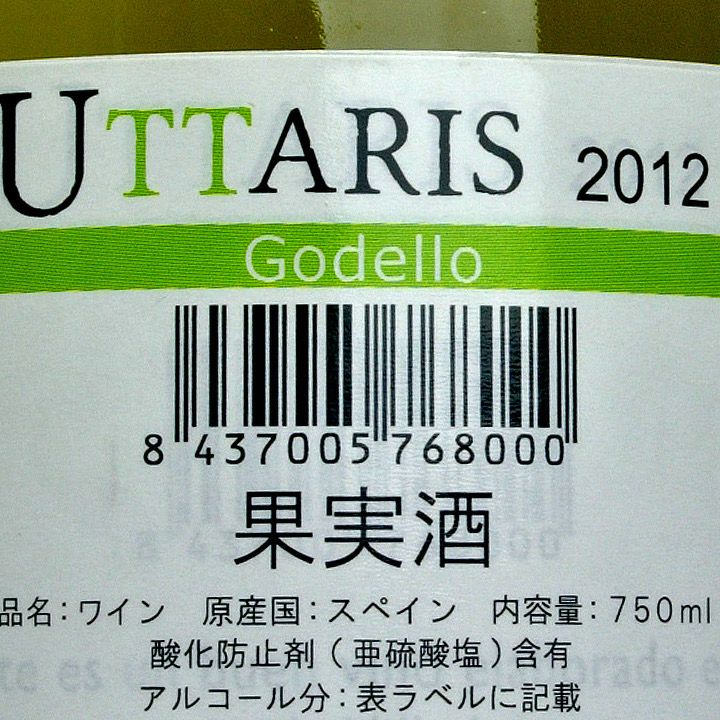 UTTARIS 2012
Godello
8 437005 768000
果実酒
品名：ワイン 原産国：スペイン 内容量：750ml
酸化防止剤（亜硫酸塩）含有
アルコール分：表ラベルに記載